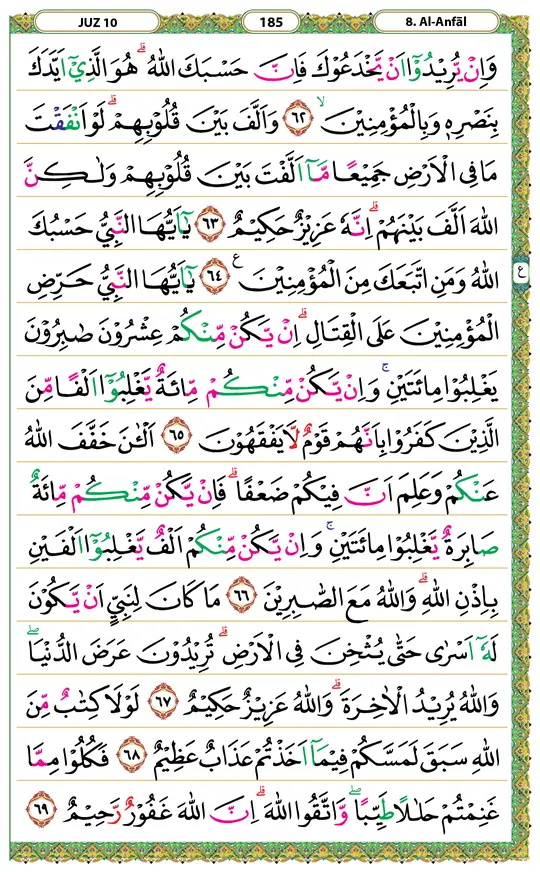 JUZ 10 185 8. Al-Anfāl
وَاِنْ يُّرِيْدُوْٓا اَنْ يَّخْدَعُوْكَ فَاِنَّ حَسْبَكَ اللّٰهُ ۗهُوَ الَّذِيْٓ اَيَّدَكَ
بِنَصْرِهٖ وَبِالْمُؤْمِنِيْنَۙ ٦٢ وَاَلَّفَ بَيْنَ قُلُوْبِهِمْۗ لَوْ اَنْفَقْتَ
مَا فِى الْاَرْضِ جَمِيْعًا مَّآ اَلَّفْتَ بَيْنَ قُلُوْبِهِمْ وَلٰكِنَّ
اللّٰهَ اَلَّفَ بَيْنَهُمْۗ اِنَّهٗ عَزِيْزٌ حَكِيْمٌ ٦٣ يٰٓاَيُّهَا النَّبِيُّ حَسْبُكَ
اللّٰهُ وَمَنِ اتَّبَعَكَ مِنَ الْمُؤْمِنِيْنَ ࣖ ٦٤ يٰٓاَيُّهَا النَّبِيُّ حَرِّضِ
ع
الْمُؤْمِنِيْنَ عَلَى الْقِتَالِۗ اِنْ يَّكُنْ مِّنْكُمْ عِشْرُوْنَ صٰبِرُوْنَ
يَغْلِبُوْا مِائَتَيْنِۚ وَاِنْ يَّكُنْ مِّنْكُمْ مِّائَةٌ يَّغْلِبُوْٓا اَلْفًا مِّنَ
الَّذِيْنَ كَفَرُوْا بِاَنَّهُمْ قَوْمٌ لَّا يَفْقَهُوْنَ ٦٥ اَلْـٰٔنَ خَفَّفَ اللّٰهُ
عَنْكُمْ وَعَلِمَ اَنَّ فِيْكُمْ ضَعْفًاۗ فَاِنْ يَّكُنْ مِّنْكُمْ مِّائَةٌ
صَابِرَةٌ يَّغْلِبُوْا مِائَتَيْنِۚ وَاِنْ يَّكُنْ مِّنْكُمْ اَلْفٌ يَّغْلِبُوْٓا اَلْفَيْنِ
بِاِذْنِ اللّٰهِۗ وَاللّٰهُ مَعَ الصّٰبِرِيْنَ ٦٦ مَا كَانَ لِنَبِيٍّ اَنْ يَّكُوْنَ
لَهٗٓ اَسْرٰى حَتّٰى يُثْخِنَ فِى الْاَرْضِۗ تُرِيْدُوْنَ عَرَضَ الدُّنْيَاۖ
وَاللّٰهُ يُرِيْدُ الْاٰخِرَةَۗ وَاللّٰهُ عَزِيْزٌ حَكِيْمٌ ٦٧ لَوْلَا كِتٰبٌ مِّنَ
اللّٰهِ سَبَقَ لَمَسَّكُمْ فِيْمَآ اَخَذْتُمْ عَذَابٌ عَظِيْمٌ ٦٨ فَكُلُوْا مِمَّا
غَنِمْتُمْ حَلٰلًا طَيِّبًاۖ وَّاتَّقُوا اللّٰهَۗ اِنَّ اللّٰهَ غَفُوْرٌ رَّحِيْمٌ ٦٩